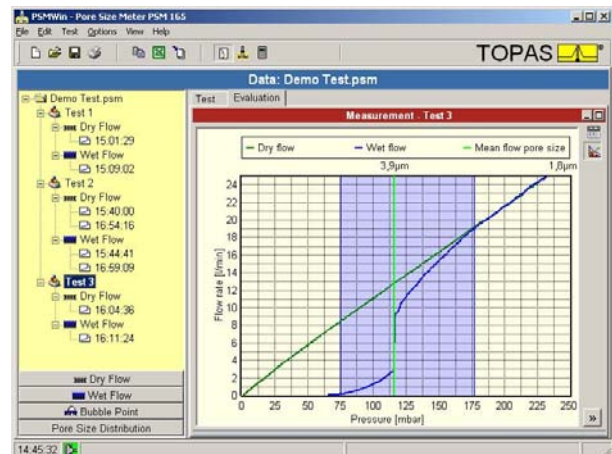 PSMWin - Pore Size Meter PSM 165
File Edit Test Options View Help
TOPAS
Data: Demo Test.psm
Demo Test.psm
Test 1
Dry Flow
15:01:29
Wet Flow
15:09:02
Test 2
Dry Flow
15:40:00
16:54:16
Wet Flow
15:44:41
16:59:09
Test 3
Dry Flow
16:04:36
Wet Flow
16:11:24
Dry Flow
Wet Flow
Bubble Point
Pore Size Distribution
Test Evaluation
Measurement - Test 3
Dry flow Wet flow Mean flow pore size
3,9µm 1,8µm
24
22
20
18
16
14
12
10
8
6
4
2
0
Flow rate [l/min]
0 25 50 75 100 125 150 175 200 225 250
Pressure [mbar]
»
14:45:32